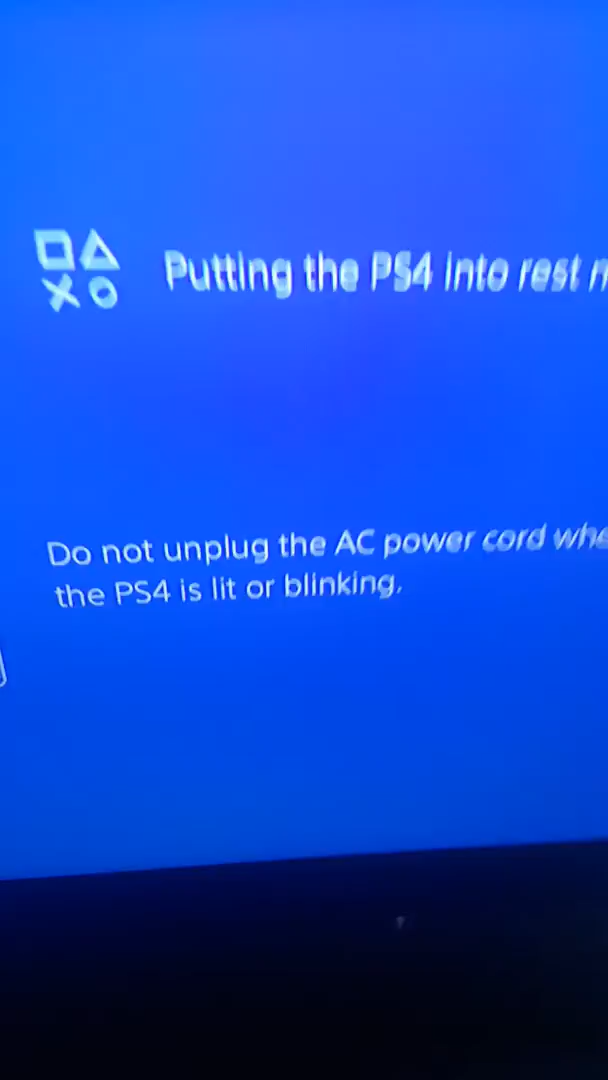 Putting the PS4 into rest
Do not unplug the AC power cord
the PS4 is lit or blinking.